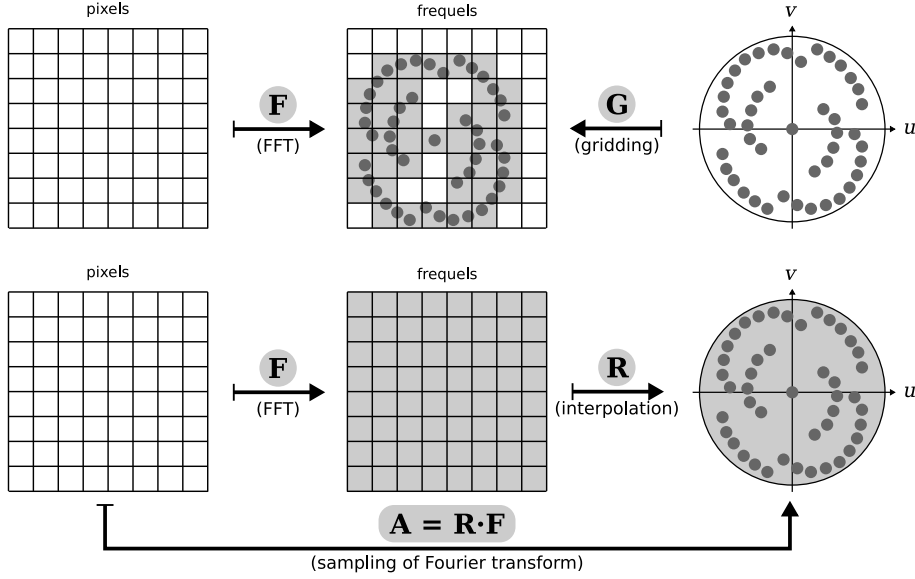 pixels
frequels
v
F
(FFT)
G
(gridding)
u
pixels
frequels
v
F
(FFT)
R
(interpolation)
u
A = R·F
(sampling of Fourier transform)